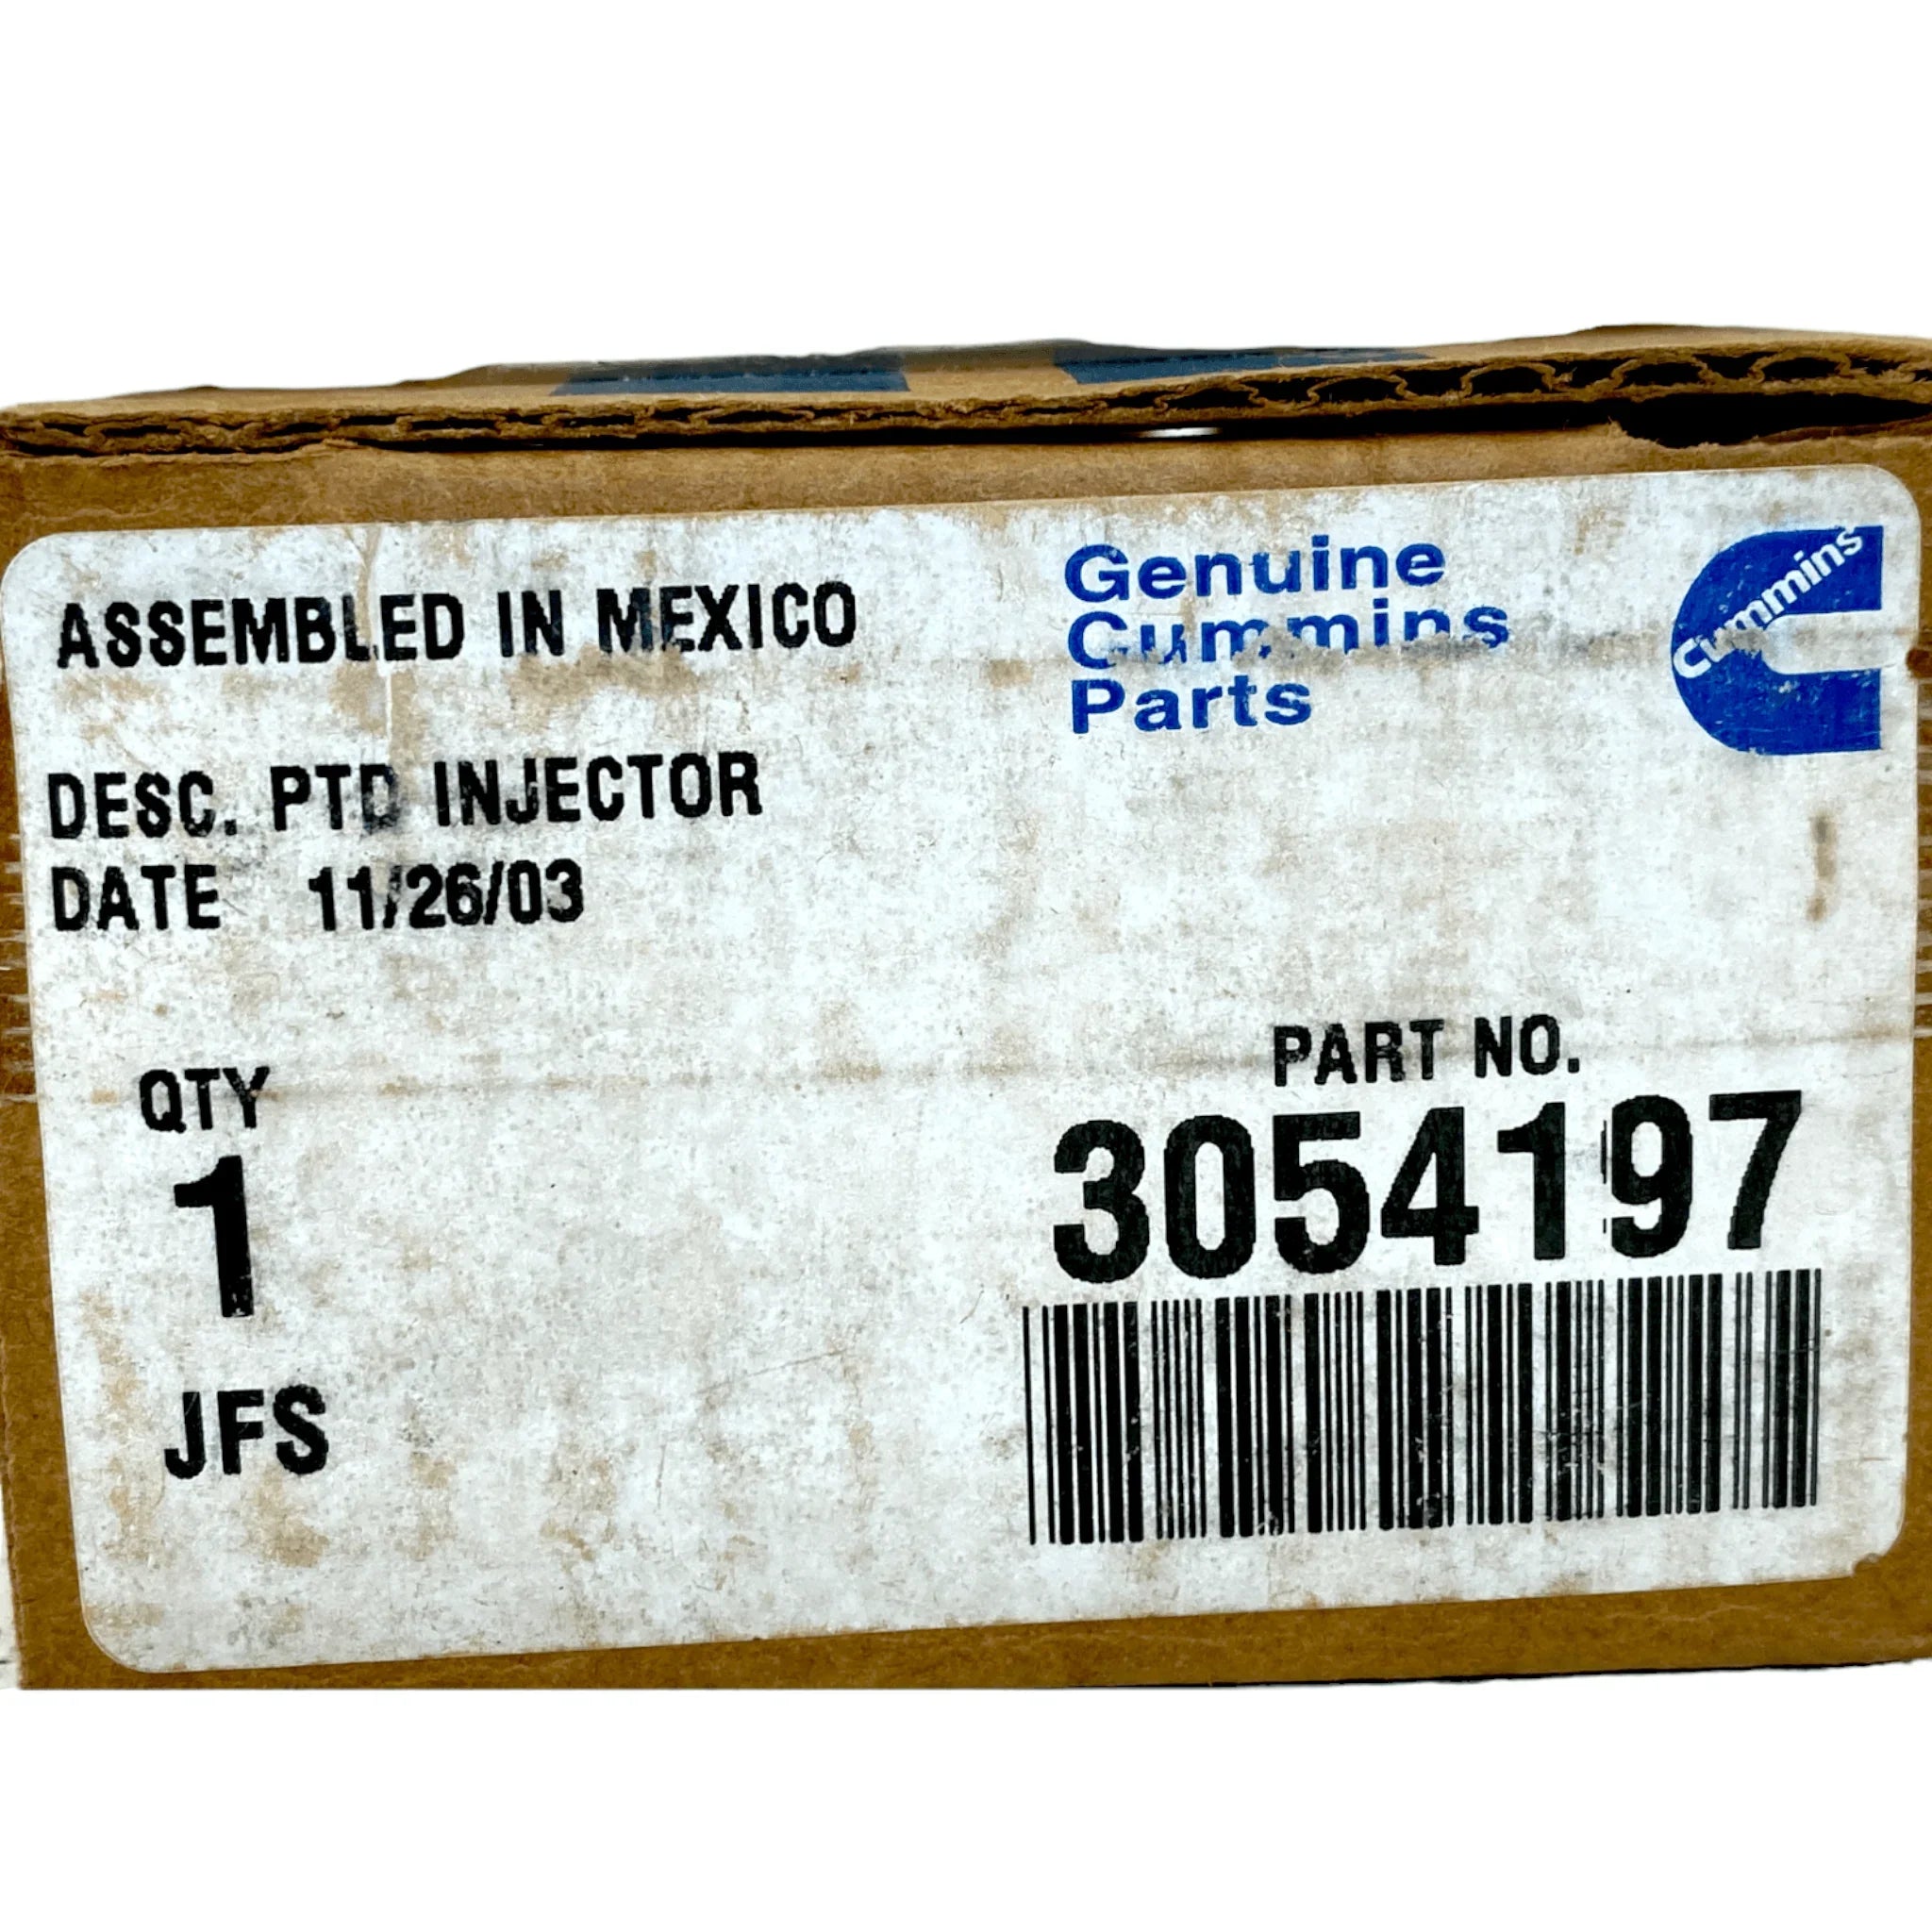 ASSEMBLED IN MEXICO
Genuine
Cummins
Parts
Cummins
DESC. PTD INJECTOR
DATE 11/26/03
QTY
1
JFS
PART NO.
3054197